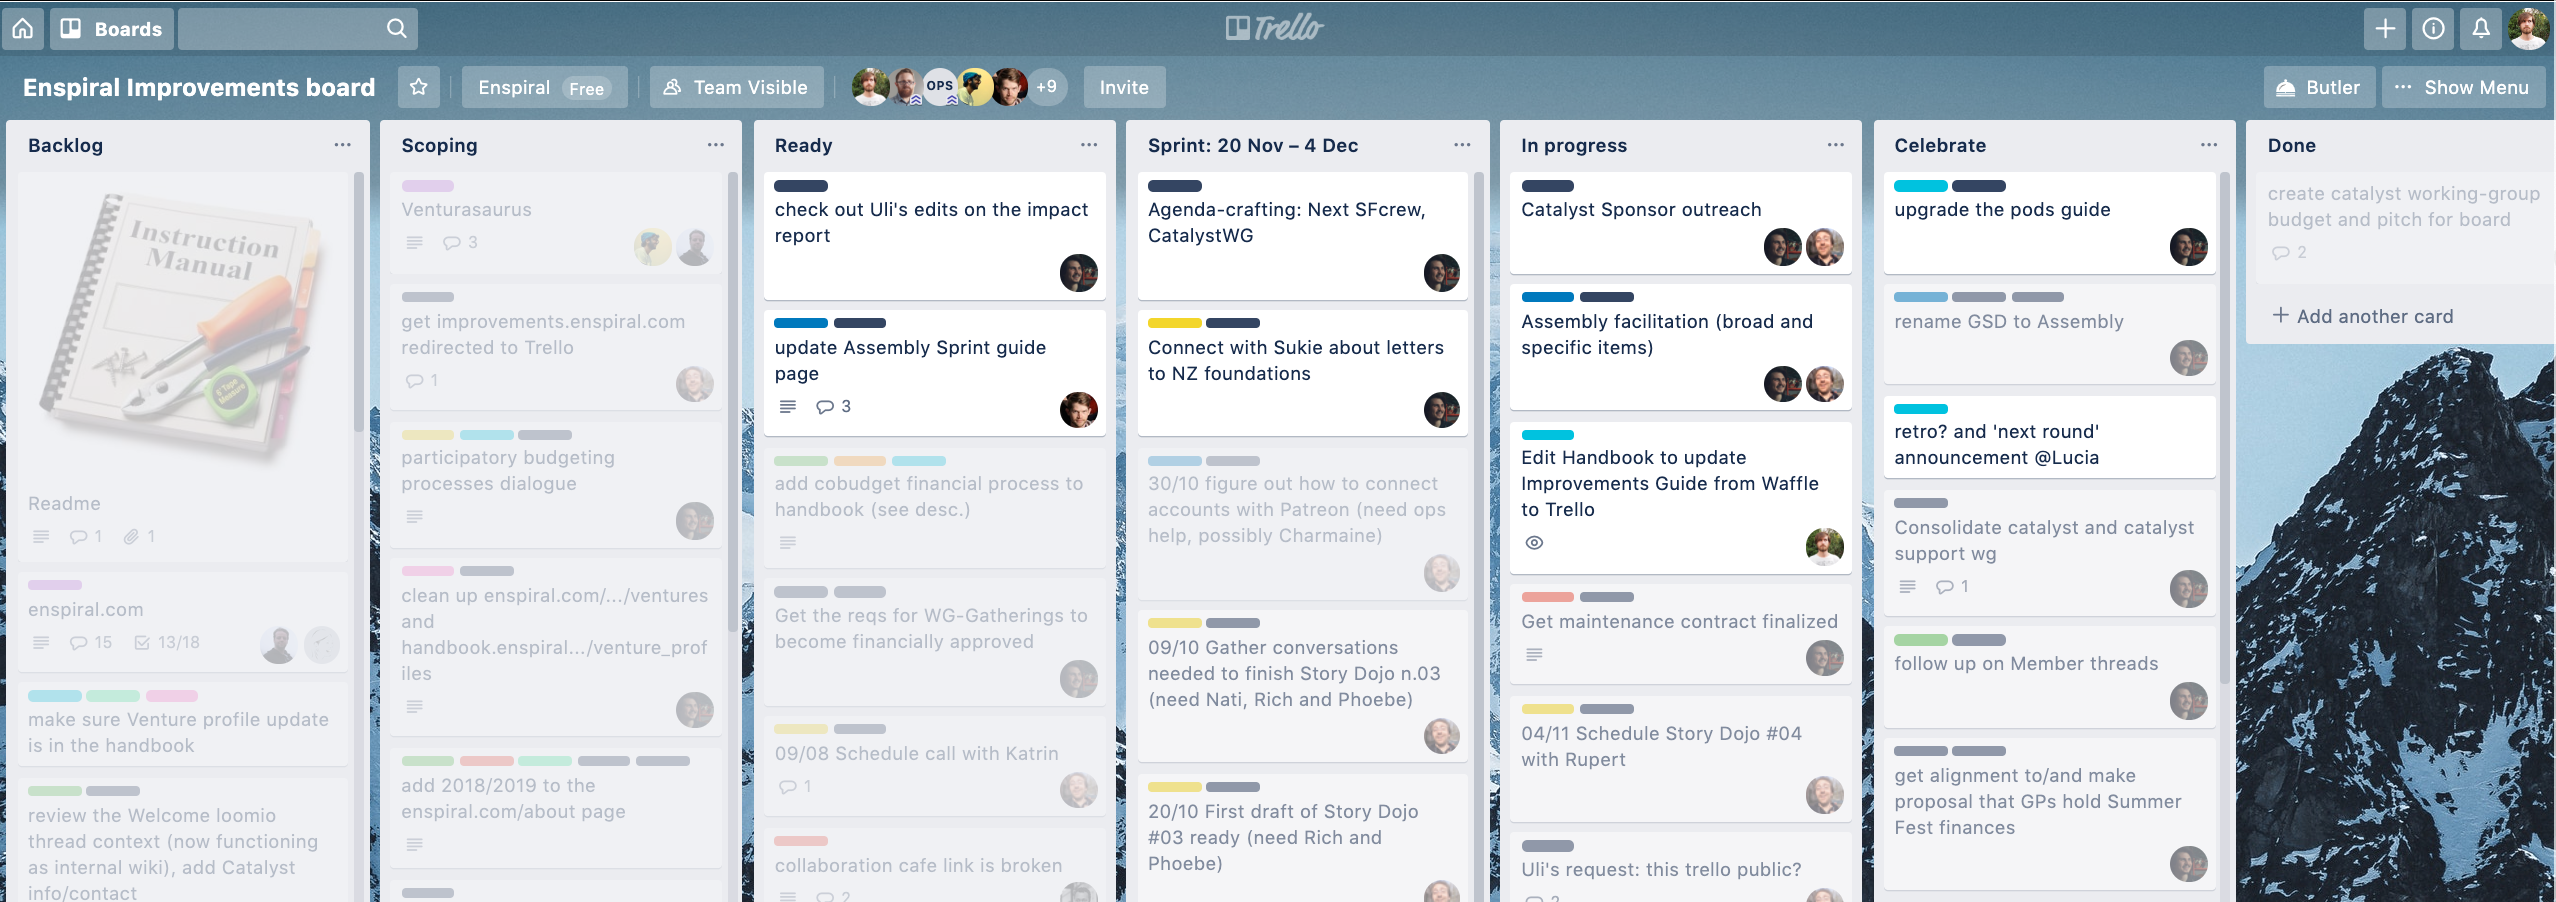 Boards
Trello
Enspiral Improvements board
Enspiral Free
Team Visible
OPS
+9
Invite
Butler
Show Menu
Backlog
Instruction
Manual
Readme
1
1
enspiral.com
15
13/18
make sure Venture profile update
is in the handbook
review the Welcome loomio
thread context (now functioning
as internal wiki), add Catalyst
info/contact
Scoping
Venturasaurus
3
get improvements.enspiral.com
redirected to Trello
1
participatory budgeting
processes dialogue
clean up enspiral.com/.../ventures
and
handbook.enspiral.../venture_prof
iles
add 2018/2019 to the
enspiral.com/about page
Ready
check out Uli's edits on the impact
report
update Assembly Sprint guide
page
3
add cobudget financial process to
handbook (see desc.)
Get the reqs for WG-Gatherings to
become financially approved
09/08 Schedule call with Katrin
1
collaboration cafe link is broken
2
Sprint: 20 Nov – 4 Dec
Agenda-crafting: Next SFcrew,
CatalystWG
Connect with Sukie about letters
to NZ foundations
30/10 figure out how to connect
accounts with Patreon (need ops
help, possibly Charmaine)
09/10 Gather conversations
needed to finish Story Dojo n.03
(need Nati, Rich and Phoebe)
20/10 First draft of Story Dojo
#03 ready (need Rich and
Phoebe)
In progress
Catalyst Sponsor outreach
Assembly facilitation (broad and
specific items)
Edit Handbook to update
Improvements Guide from Waffle
to Trello
Get maintenance contract finalized
04/11 Schedule Story Dojo #04
with Rupert
Uli's request: this trello public?
2
Celebrate
upgrade the pods guide
rename GSD to Assembly
retro? and 'next round'
announcement @Lucia
Consolidate catalyst and catalyst
support wg
1
follow up on Member threads
get alignment to/and make
proposal that GPs hold Summer
Fest finances
Done
create catalyst working-group
budget and pitch for board
2
+ Add another card